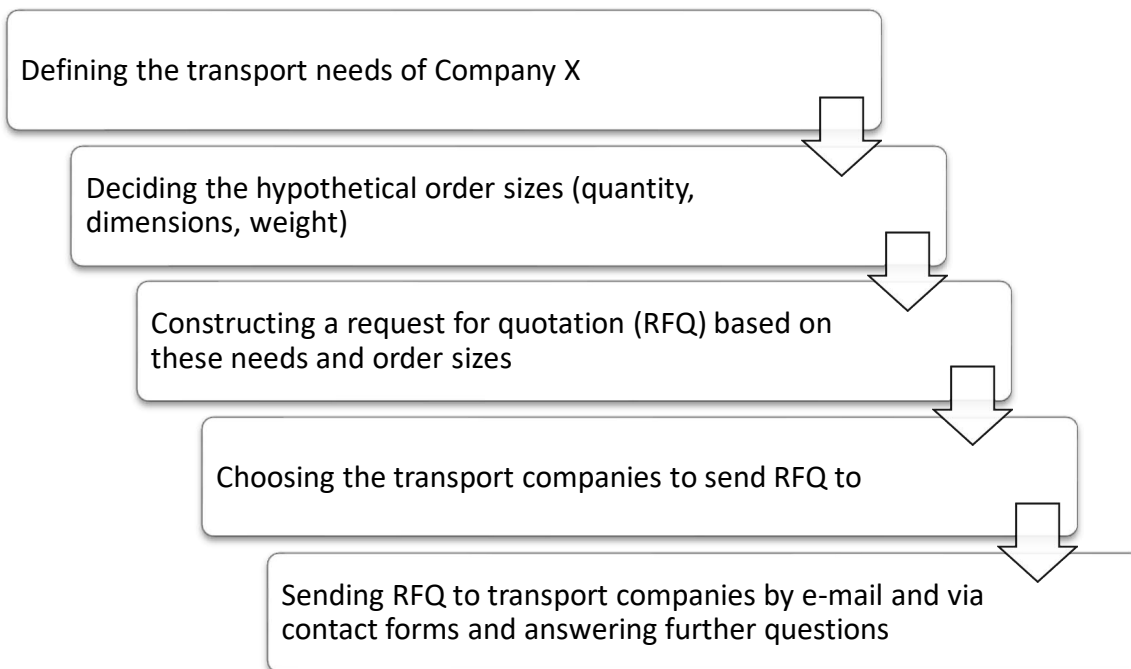 Defining the transport needs of Company X
Deciding the hypothetical order sizes (quantity,
dimensions, weight)
Constructing a request for quotation (RFQ) based on
these needs and order sizes
Choosing the transport companies to send RFQ to
Sending RFQ to transport companies by e-mail and via
contact forms and answering further questions